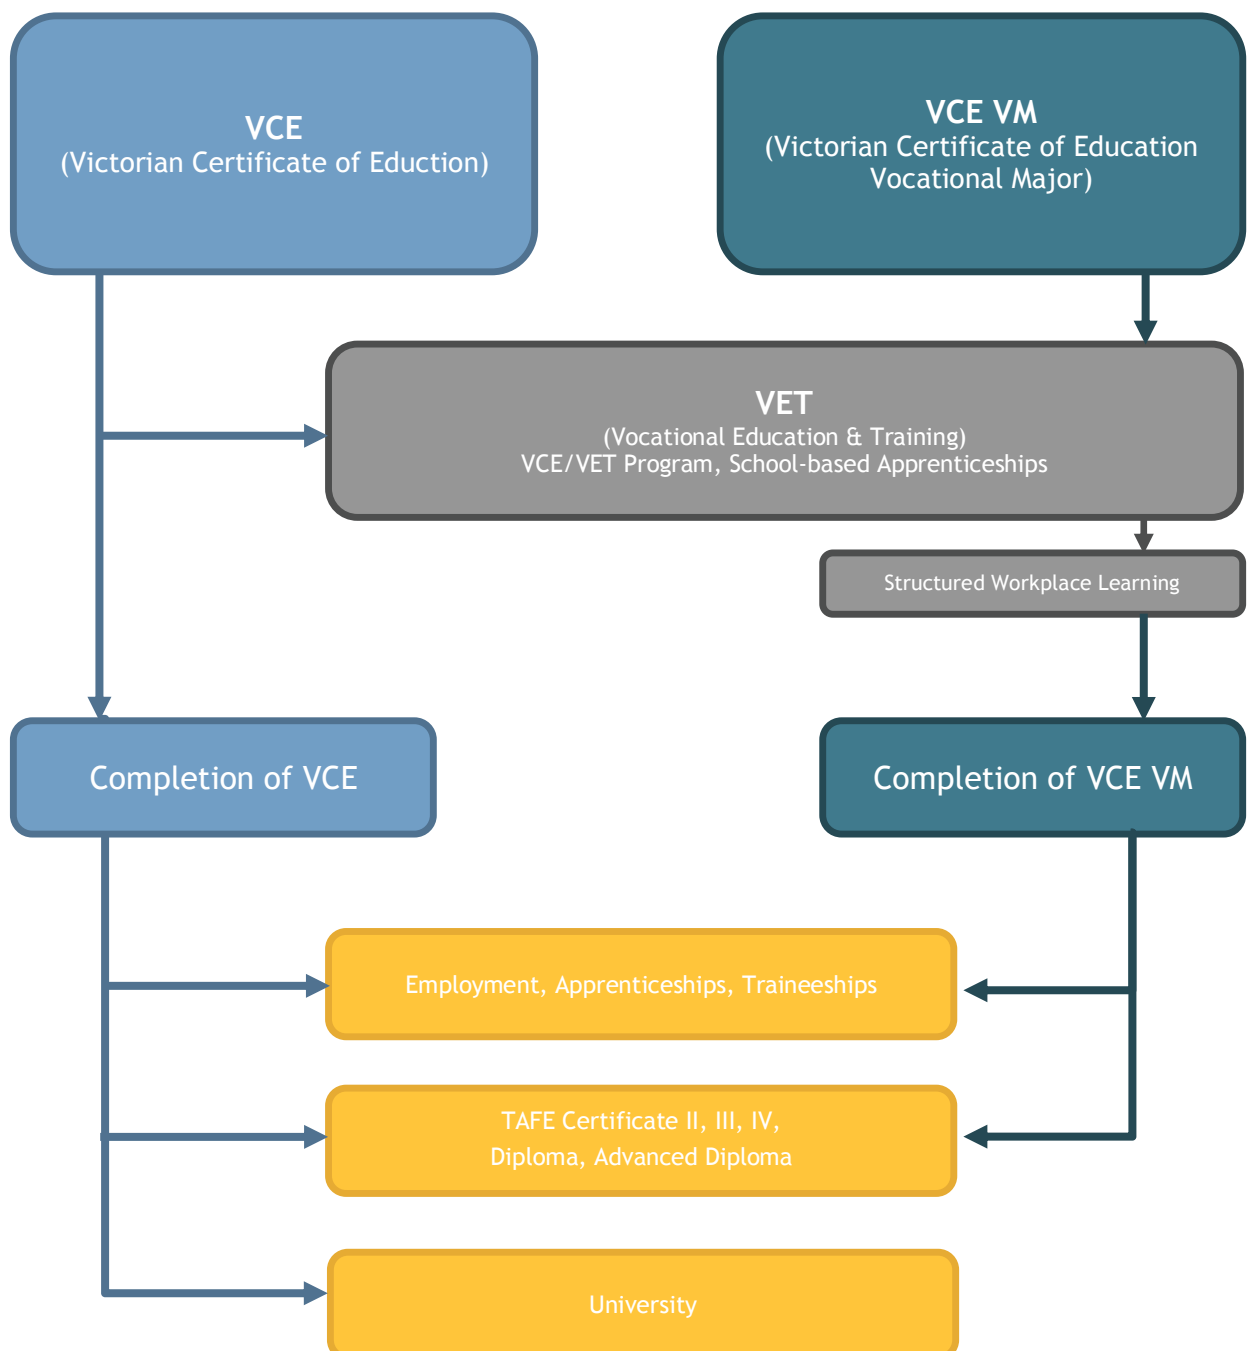 VCE
(Victorian Certificate of Eduction)
VCE VM
(Victorian Certificate of Education
Vocational Major)
VET
(Vocational Education & Training)
VCE/VET Program, School-based Apprenticeships
Structured Workplace Learning
Completion of VCE
Completion of VCE VM
Employment, Apprenticeships, Traineeships
TAFE Certificate II, III, IV,
Diploma, Advanced Diploma
University